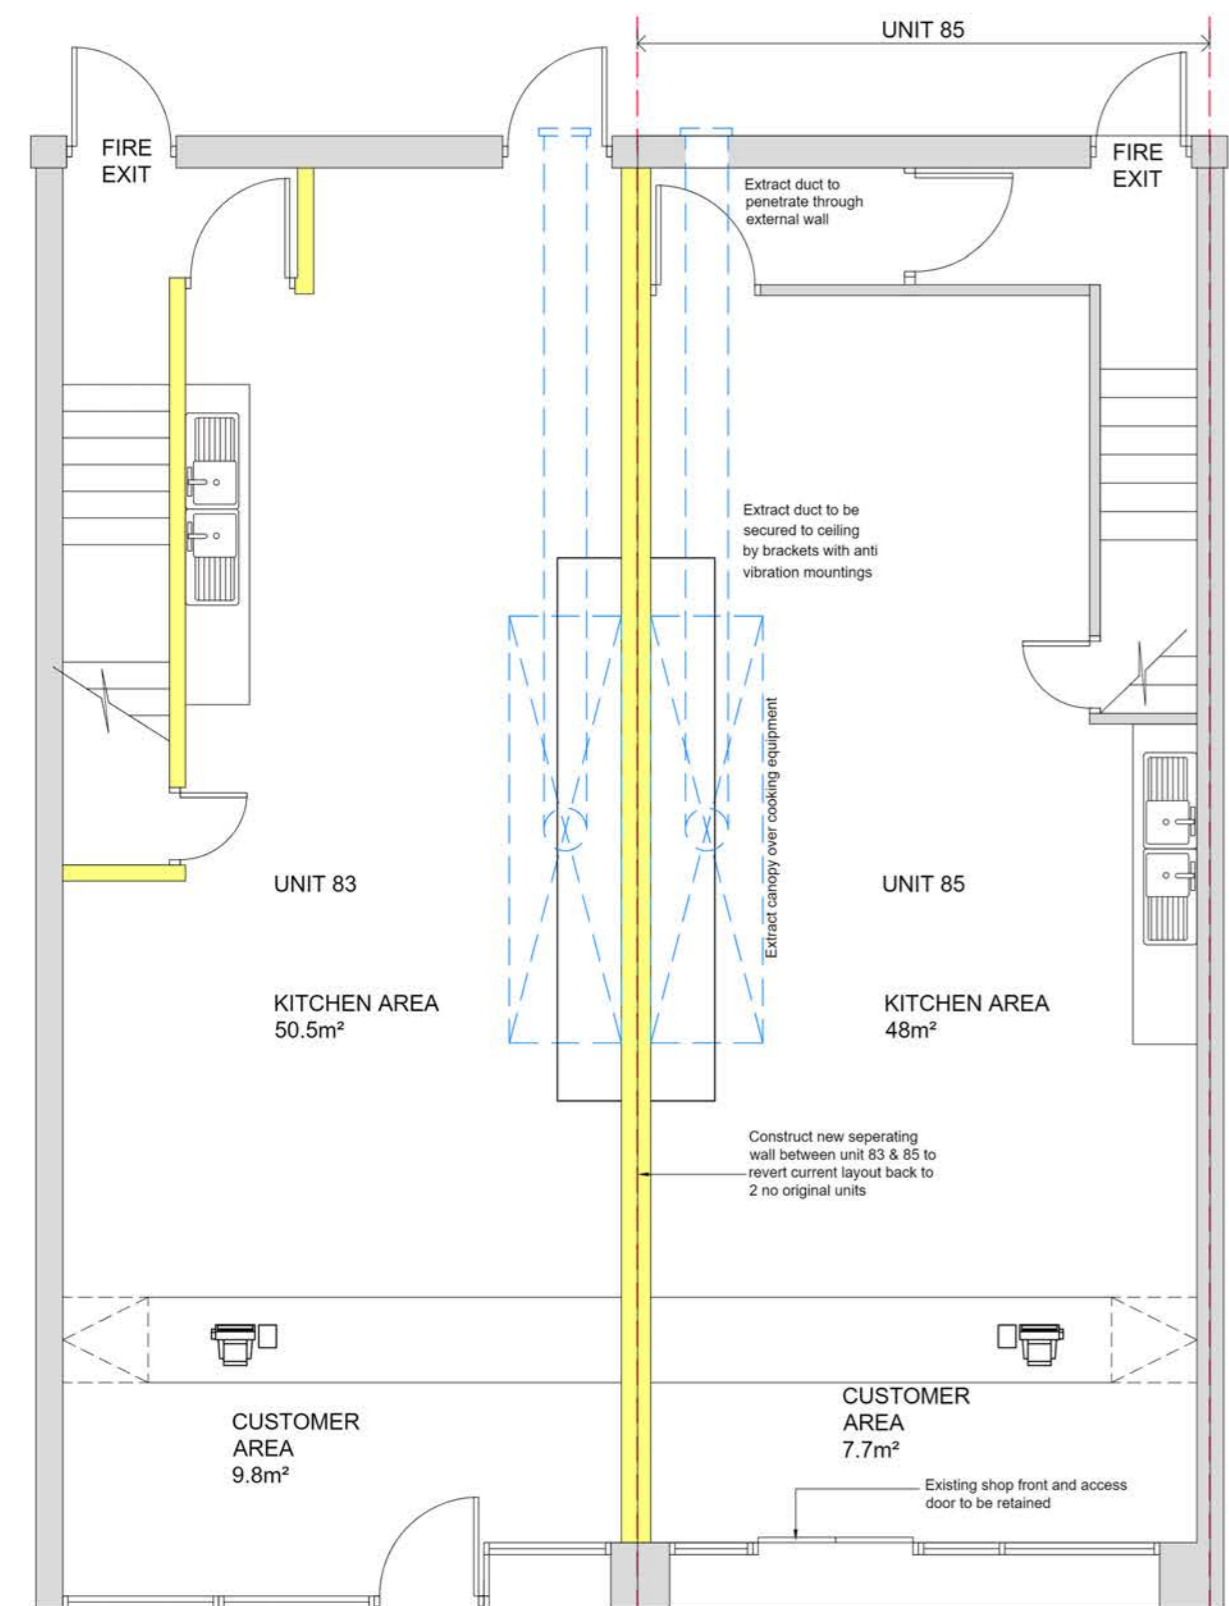 UNIT 85
FIRE
EXIT
FIRE
EXIT
Extract duct to
penetrate through
external wall
Extract duct to be
secured to ceiling
by brackets with anti
vibration mountings
Extract canopy over cooking equipment
UNIT 83
UNIT 85
KITCHEN AREA
50.5m²
KITCHEN AREA
48m²
Construct new seperating
wall between unit 83 & 85 to
revert current layout back to
2 no original units
CUSTOMER
AREA
9.8m²
CUSTOMER
AREA
7.7m²
Existing shop front and access
door to be retained